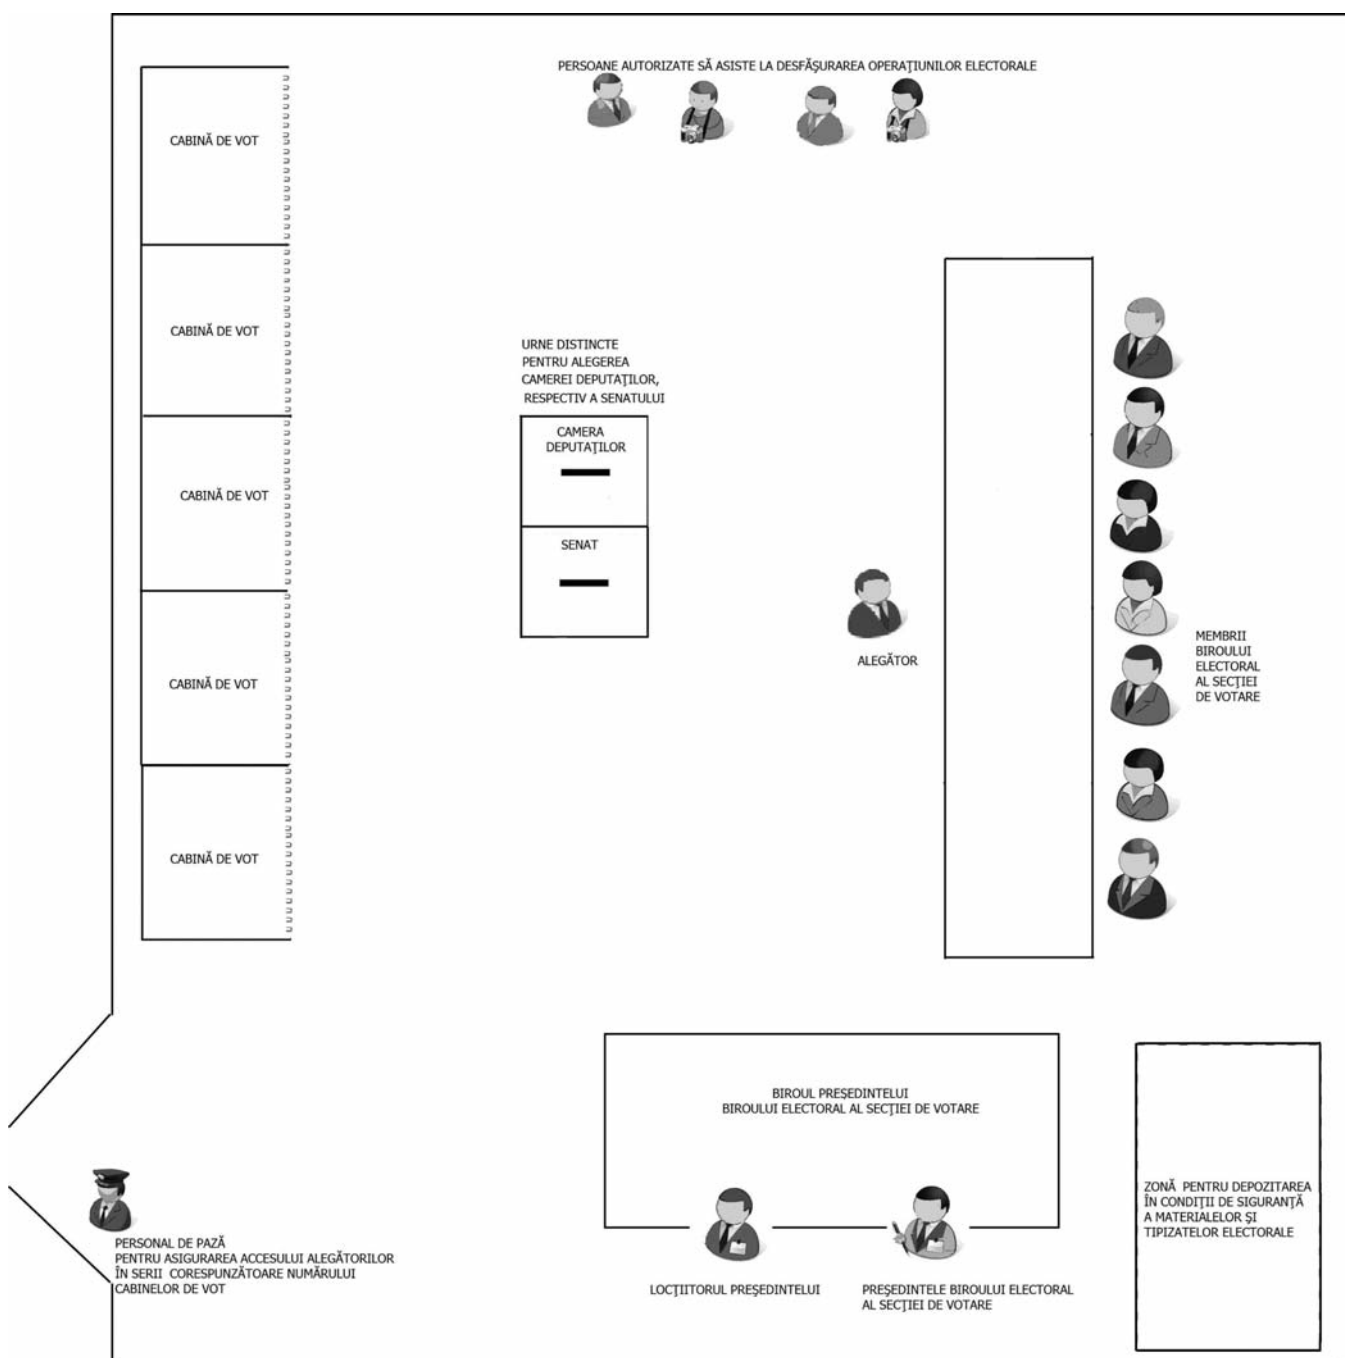 PERSOANE AUTORIZATE SĂ ASISTE LA DESFĂŞURAREA OPERAŢIUNILOR ELECTORALE
CABINĂ DE VOT
CABINĂ DE VOT
URNE DISTINCTE
PENTRU ALEGEREA
CAMEREI DEPUTAŢILOR,
RESPECTIV A SENATULUI
CAMERA
DEPUTAŢILOR
CABINĂ DE VOT
SENAT
ALEGĂTOR
MEMBRII
BIROULUI
ELECTORAL
AL SECŢIEI
DE VOTARE
CABINĂ DE VOT
CABINĂ DE VOT
BIROUL PREŞEDINTELUI
BIROULUI ELECTORAL AL SECŢIEI DE VOTARE
ZONĂ PENTRU DEPOZITAREA
ÎN CONDIŢII DE SIGURANŢĂ
A MATERIALELOR ŞI
TIPIZATELOR ELECTORALE
PERSONAL DE PAZĂ
PENTRU ASIGURAREA ACCESULUI ALEGĂTORILOR
ÎN SERII CORESPUNZĂTOARE NUMĂRULUI
CABINELOR DE VOT
LOCŢIITORUL PREŞEDINTELUI
PREŞEDINTELE BIROULUI ELECTORAL
AL SECŢIEI DE VOTARE